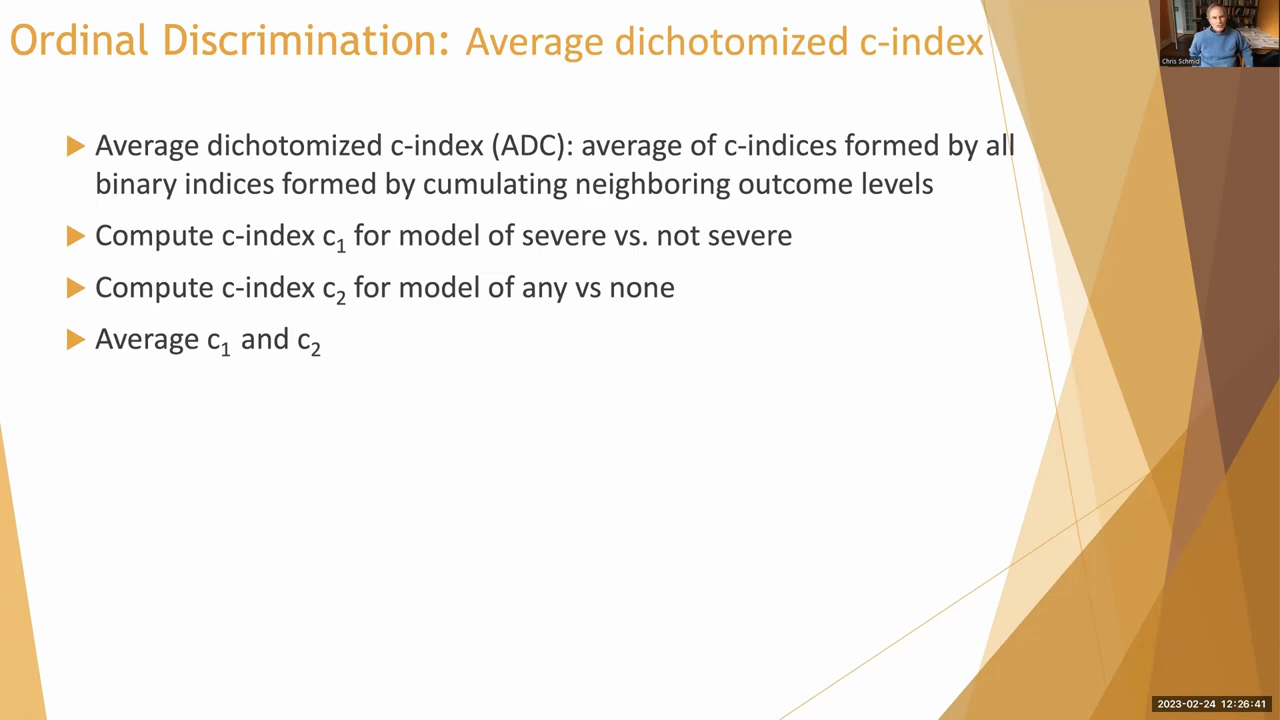 Ordinal Discrimination: Average dichotomized c-index
Chris Schmid
Average dichotomized c-index (ADC): average of c-indices formed by all
binary indices formed by cumulating neighboring outcome levels
Compute c-index c₁ for model of severe vs. not severe
Compute c-index c₂ for model of any vs none
Average c₁ and c₂
2023-02-24 12:26:41